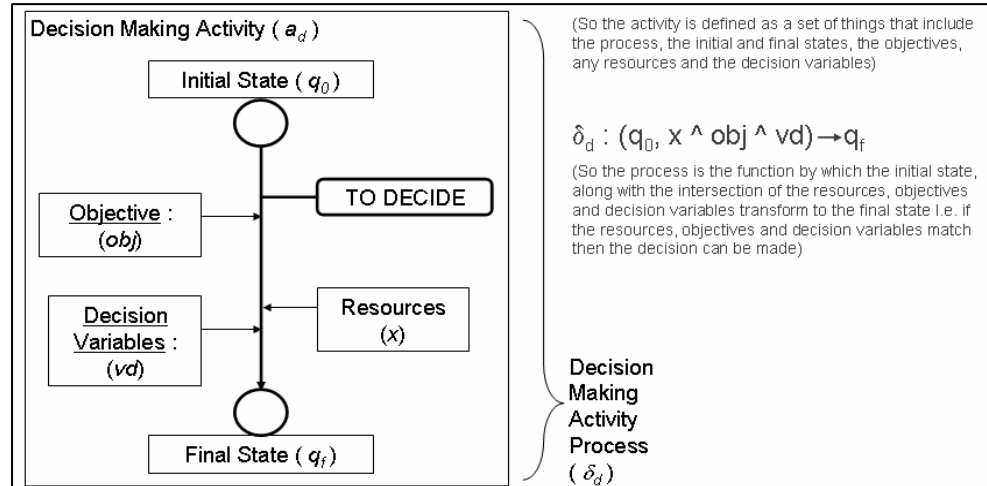 Decision Making Activity ( a_d )
Initial State ( q_0 )
TO DECIDE
Objective :
(obj)
Decision
Variables :
(vd)
Resources
(x)
Final State ( q_f )
(So the activity is defined as a set of things that include
the process, the initial and final states, the objectives,
any resources and the decision variables)
δ_d : (q_0, x ^ obj ^ vd)→q_f
(So the process is the function by which the initial state,
along with the intersection of the resources, objectives
and decision variables transform to the final state I.e. if
the resources, objectives and decision variables match
then the decision can be made)
Decision
Making
Activity
Process
( δ_d )